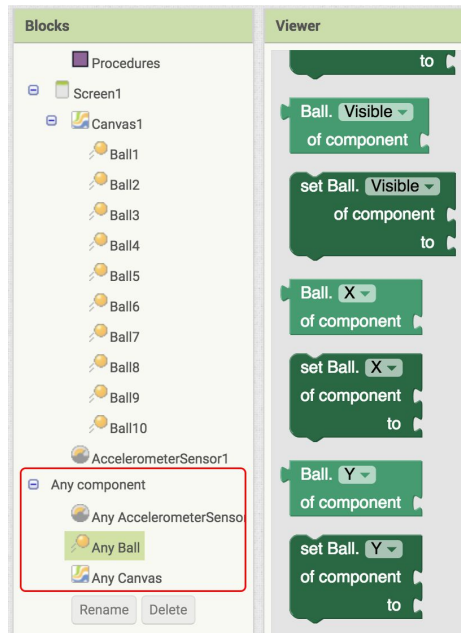 Blocks
Procedures
Screen1
Canvas1
Ball1
Ball2
Ball3
Ball4
Ball5
Ball6
Ball7
Ball8
Ball9
Ball10
AccelerometerSensor1
Any component
Any AccelerometerSenso
Any Ball
Any Canvas
Rename Delete
Viewer
to
Ball. Visible
of component
set Ball. Visible
of component
to
Ball. X
of component
set Ball. X
of component
to
Ball. Y
of component
set Ball. Y
of component
to